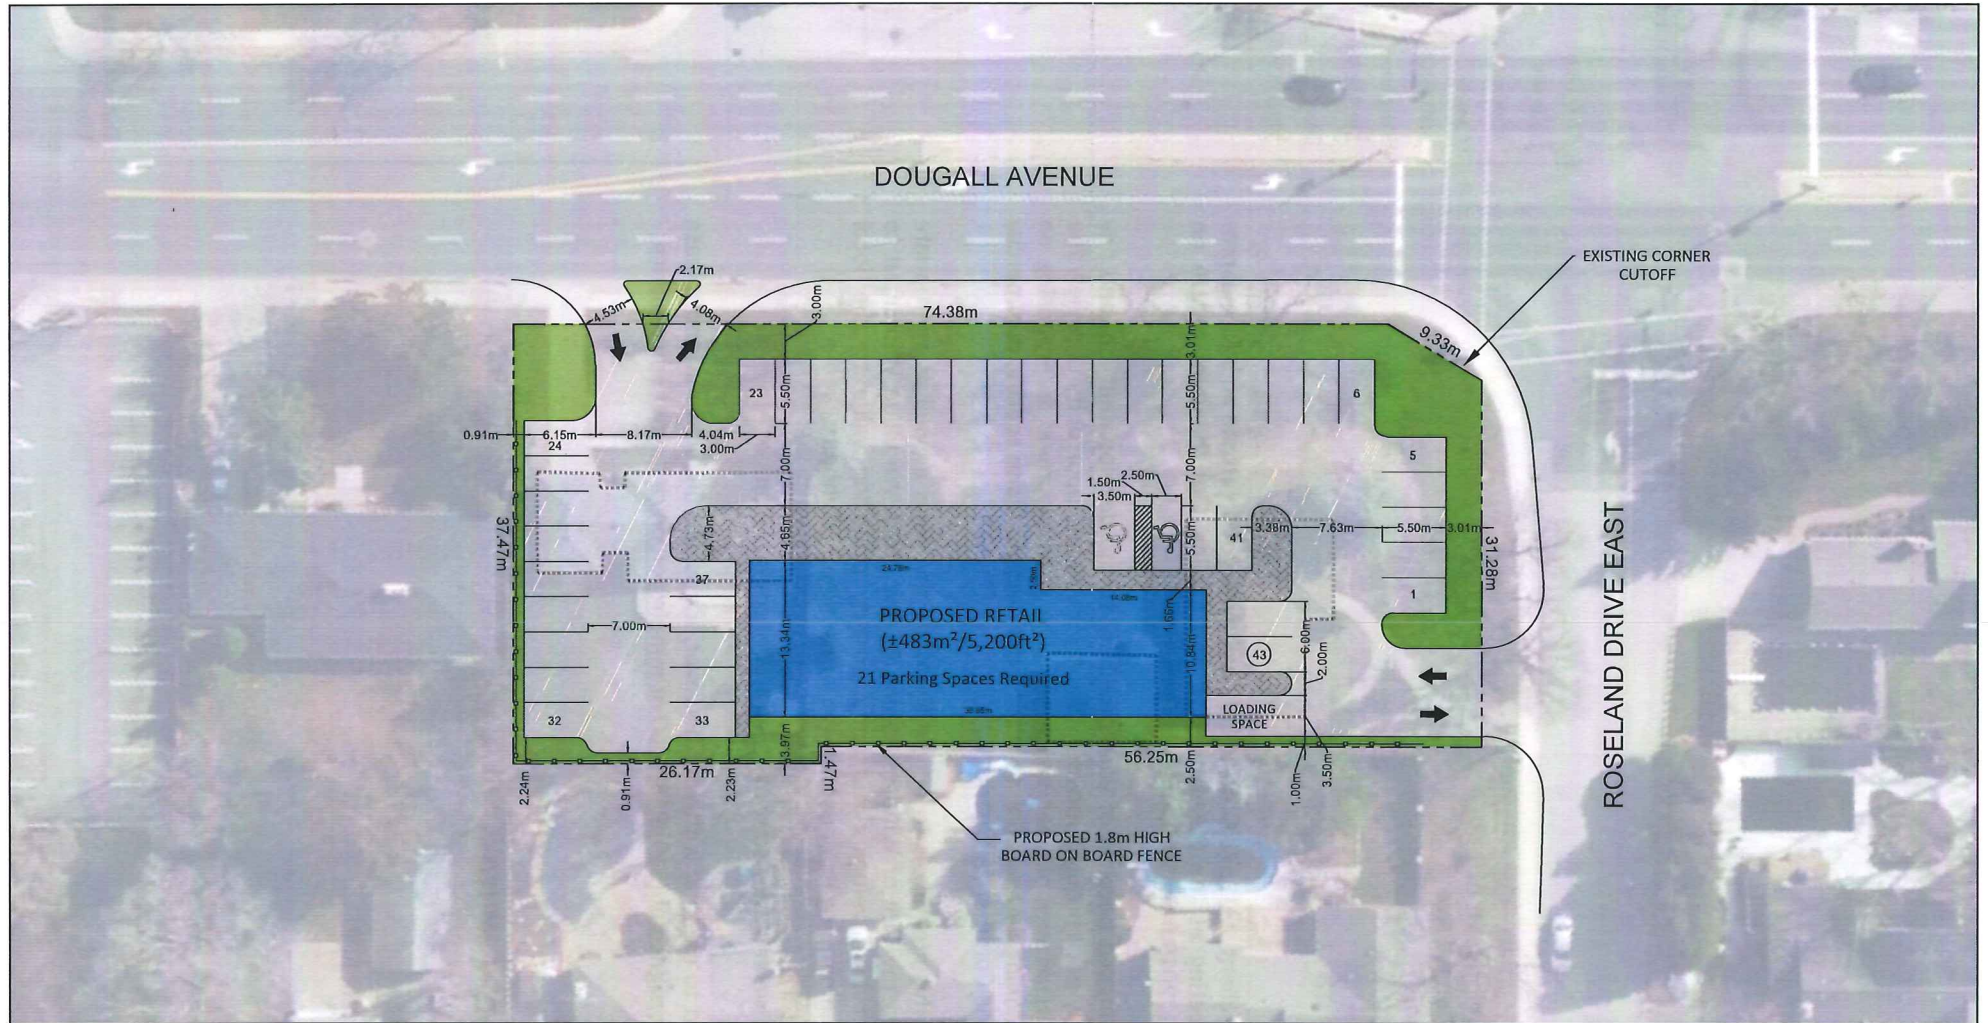 DOUGALL AVENUE
EXISTING CORNER
CUTOFF
2.17m
4.53m
4.08m
3.00m
74.38m
3.01m
9.33m
23
5.50m
5.50m
6
0.91m
6.15m
8.17m
4.04m
3.00m
24
5
7.00m
7.00m
2.50m
1.50m
3.50m
37.47m
4.73m
4.65m
5.50m
41
3.38m
7.63m
5.50m
3.01m
31.28m
ROSELAND DRIVE EAST
27
1
7.00m
PROPOSED RETAIL
(±483m²/5,200ft²)
21 Parking Spaces Required
13.34m
1.66m
10.84m
43
6.00m
2.00m
32
33
LOADING
SPACE
3.97m
1.47m
26.17m
56.25m
2.24m
0.91m
2.23m
2.50m
1.00m
3.50m
PROPOSED 1.8m HIGH
BOARD ON BOARD FENCE